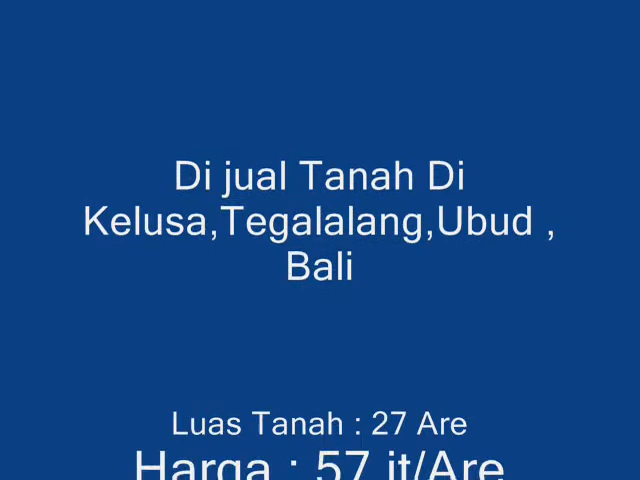 Di jual Tanah Di
Kelusa,Tegalalang,Ubud ,
Bali
Luas Tanah : 27 Are
Harga : 57 jt/Are